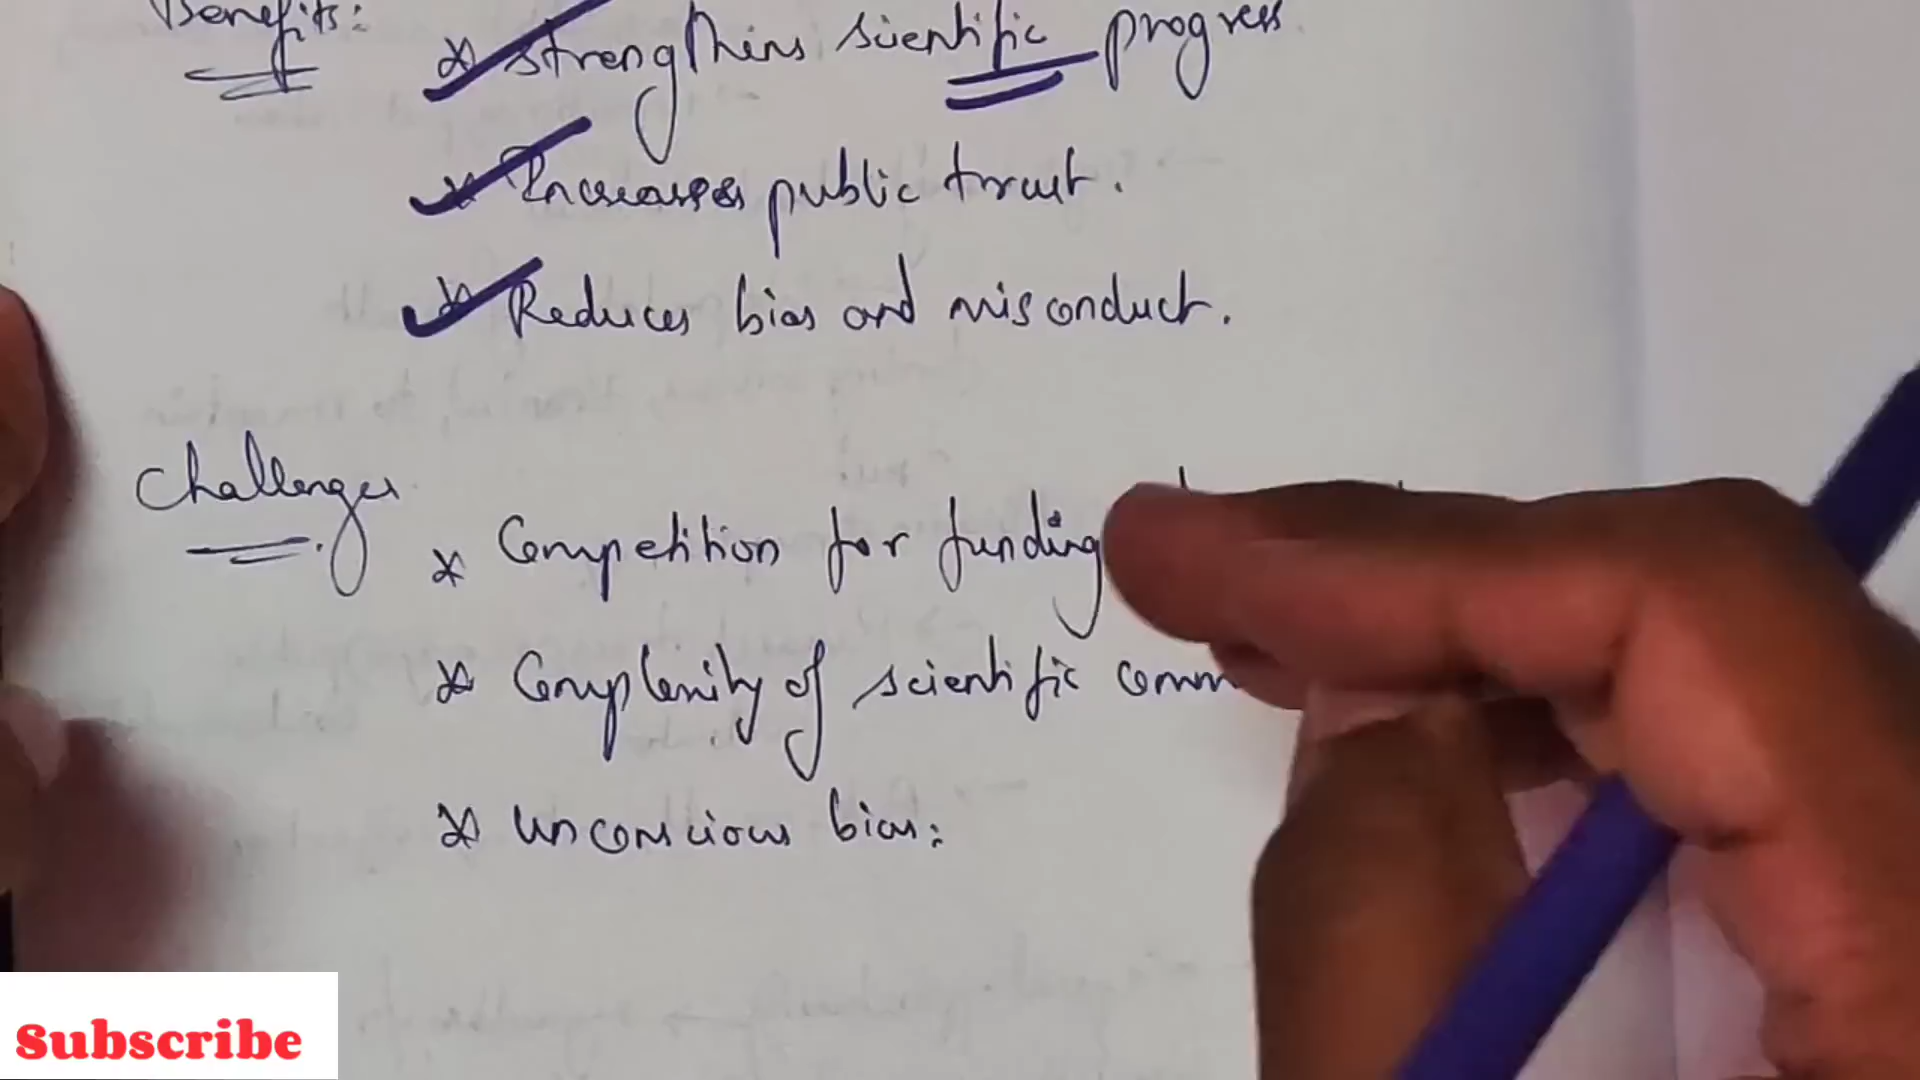 Benefits:
* Strengthens scientific progress.
* Increases public trust.
* Reduces bias and misconduct.
Challenges.
* Competition for funding
* Complexity of scientific
* Unconscious bias:
Subscribe